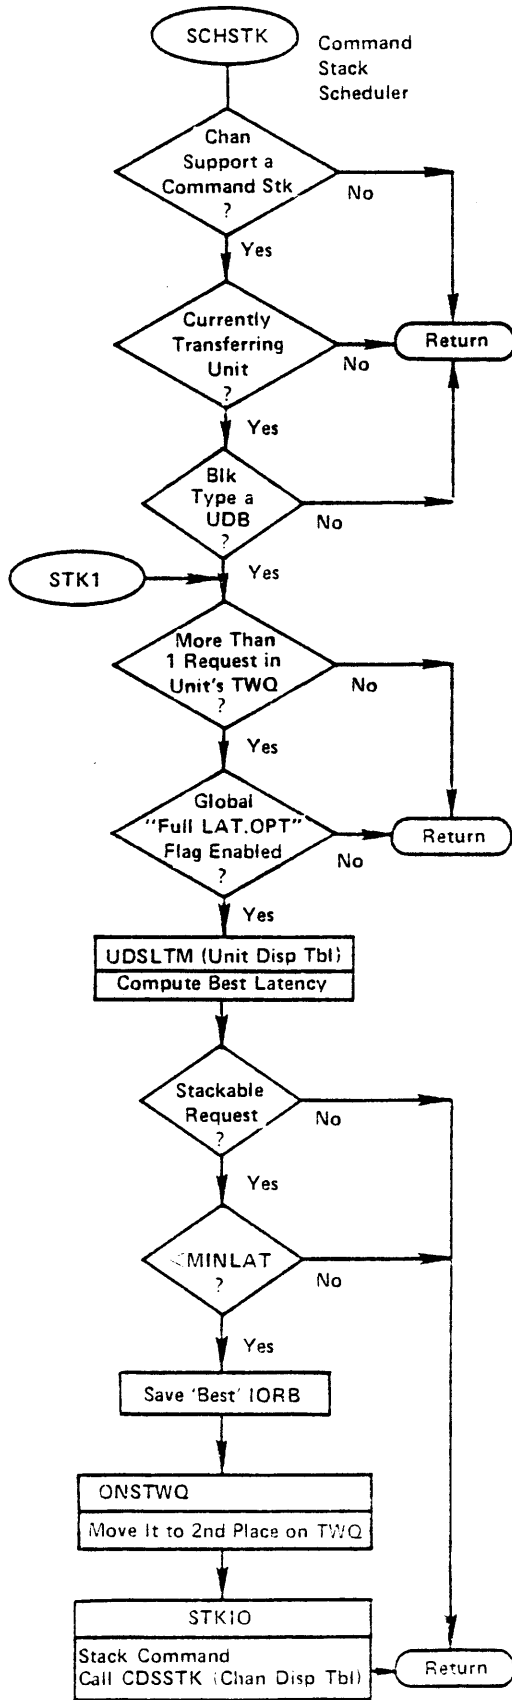 SCHSTK
Command
Stack
Scheduler
Chan
Support a
Command Stk
?
No
Yes
Currently
Transferring
Unit
?
No
Return
Yes
Blk
Type a
UDB
?
No
Yes
STK1
More Than
1 Request in
Unit's TWQ
?
No
Yes
Global
"Full LAT.OPT"
Flag Enabled
?
No
Return
Yes
UDSLTM (Unit Disp Tbl)
Compute Best Latency
Stackable
Request
?
No
Yes
<MINLAT
?
No
Yes
Save 'Best' IORB
ONSTWQ
Move It to 2nd Place on TWQ
STKIO
Stack Command
Call CDSSTK (Chan Disp Tbl)
Return